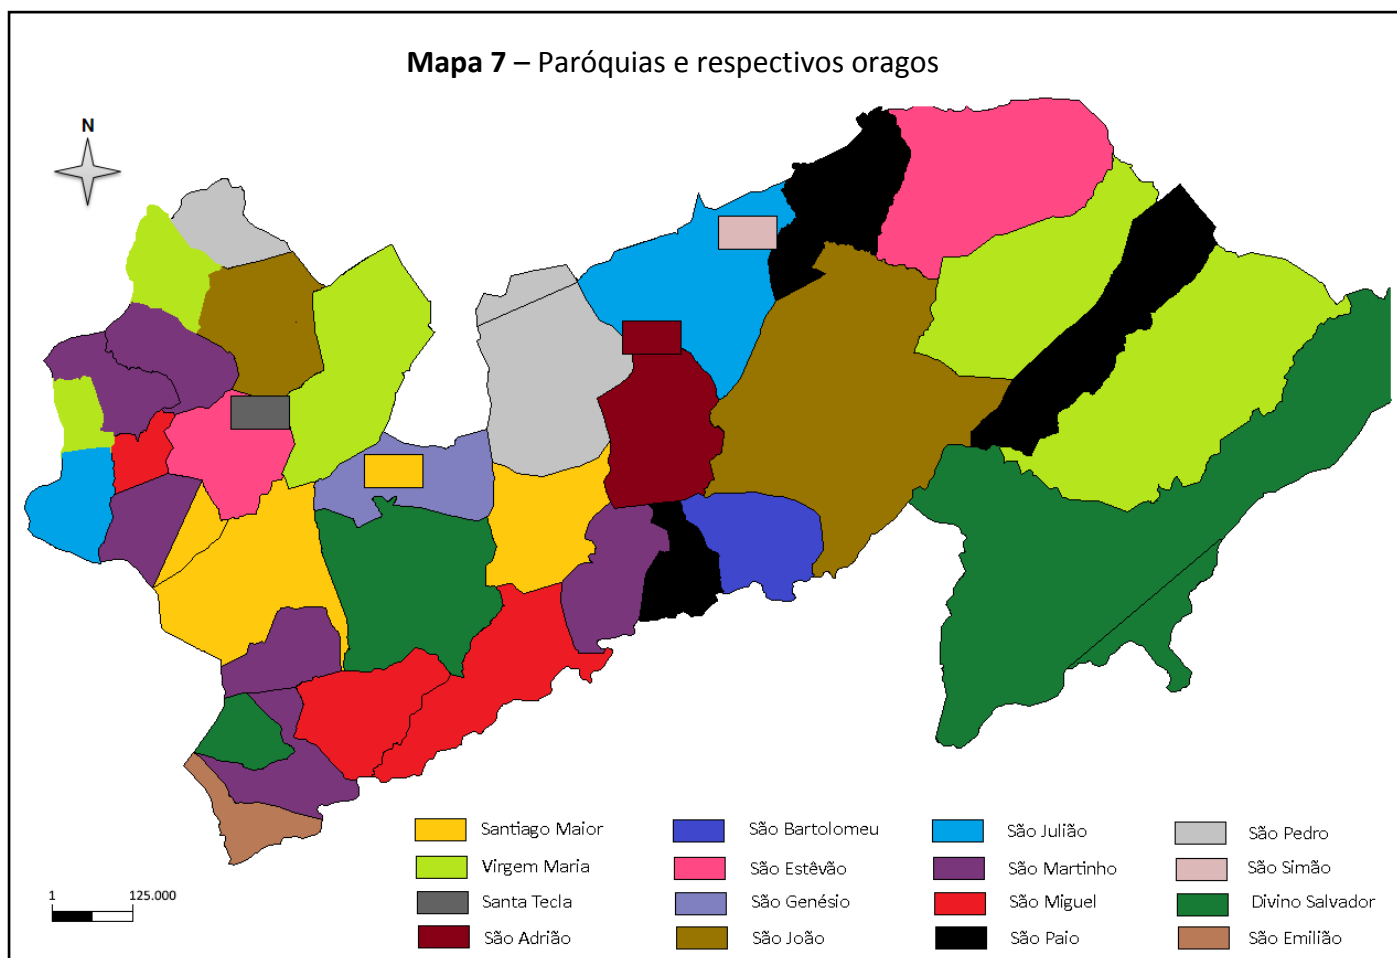 Mapa 7 – Paróquias e respectivos oragos
N
Santiago Maior
São Bartolomeu
São Julião
São Pedro
Virgem Maria
São Estêvão
São Martinho
São Simão
Santa Tecla
São Genésio
São Miguel
Divino Salvador
São Adrião
São João
São Paio
São Emilião
1 125.000